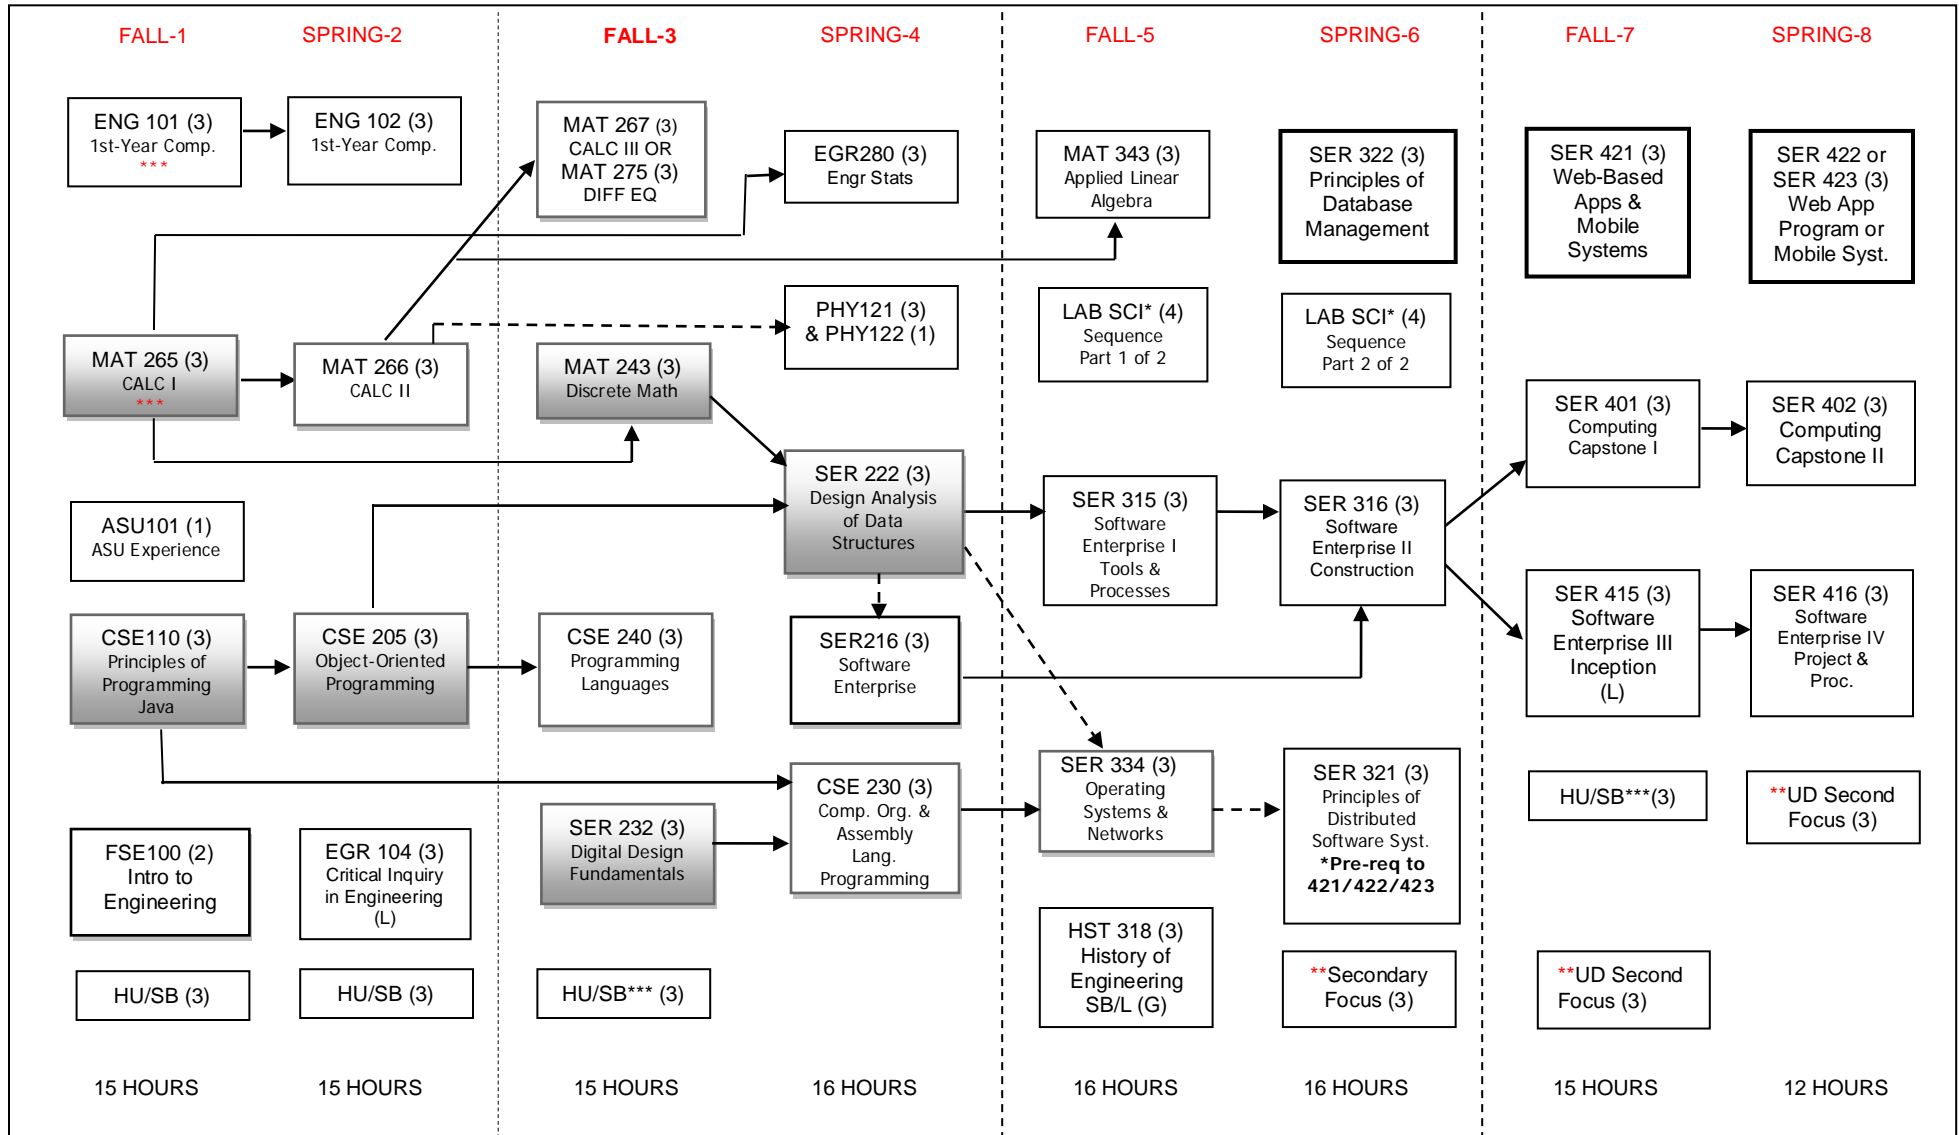 FALL-1
SPRING-2
FALL-3
SPRING-4
FALL-5
SPRING-6
FALL-7
SPRING-8
ENG 101 (3)
1st-Year Comp.
***
ENG 102 (3)
1st-Year Comp.
MAT 267 (3)
CALC III OR
MAT 275 (3)
DIFF EQ
EGR280 (3)
Engr Stats
MAT 343 (3)
Applied Linear
Algebra
SER 322 (3)
Principles of
Database
Management
SER 421 (3)
Web-Based
Apps &
Mobile
Systems
SER 422 or
SER 423 (3)
Web App
Program or
Mobile Syst.
MAT 265 (3)
CALC I
***
MAT 266 (3)
CALC II
MAT 243 (3)
Discrete Math
PHY121 (3)
& PHY122 (1)
LAB SCI* (4)
Sequence
Part 1 of 2
LAB SCI* (4)
Sequence
Part 2 of 2
SER 401 (3)
Computing
Capstone I
SER 402 (3)
Computing
Capstone II
ASU101 (1)
ASU Experience
SER 222 (3)
Design Analysis
of Data
Structures
SER 315 (3)
Software
Enterprise I
Tools &
Processes
SER 316 (3)
Software
Enterprise II
Construction
SER 415 (3)
Software
Enterprise III
Inception
(L)
SER 416 (3)
Software
Enterprise IV
Project &
Proc.
CSE110 (3)
Principles of
Programming
Java
CSE 205 (3)
Object-Oriented
Programming
CSE 240 (3)
Programming
Languages
SER216 (3)
Software
Enterprise
FSE100 (2)
Intro to
Engineering
EGR 104 (3)
Critical Inquiry
in Engineering
(L)
SER 232 (3)
Digital Design
Fundamentals
CSE 230 (3)
Comp. Org. &
Assembly
Lang.
Programming
SER 334 (3)
Operating
Systems &
Networks
SER 321 (3)
Principles of
Distributed
Software Syst.
*Pre-req to
421/422/423
HU/SB***(3)
**UD Second
Focus (3)
HU/SB (3)
HU/SB (3)
HU/SB*** (3)
HST 318 (3)
History of
Engineering
SB/L (G)
**Secondary
Focus (3)
**UD Second
Focus (3)
15 HOURS
15 HOURS
15 HOURS
16 HOURS
16 HOURS
16 HOURS
15 HOURS
12 HOURS